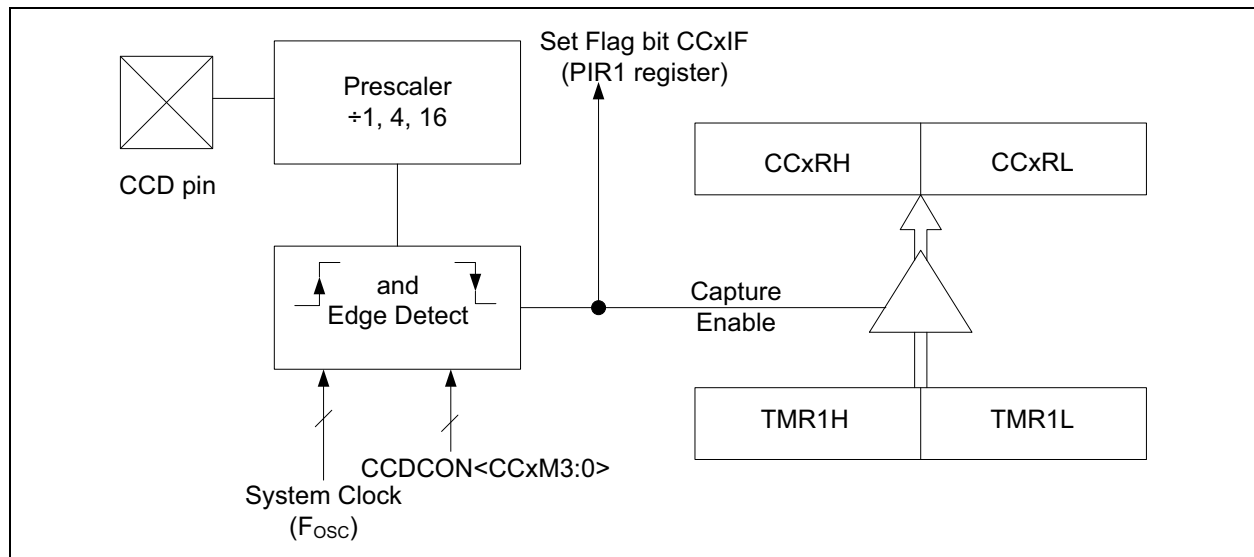 Set Flag bit CCxIF
(PIR1 register)
Prescaler
÷1, 4, 16
CCD pin
CCxRH
CCxRL
and
Edge Detect
Capture
Enable
TMR1H
TMR1L
CCDCON<CCxM3:0>
System Clock
(FOSC)